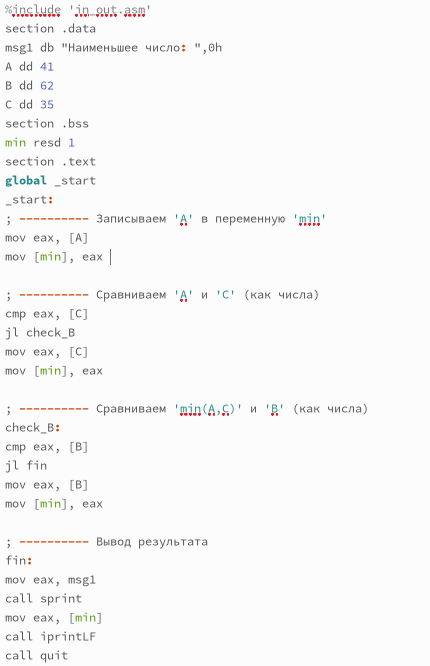 %include 'in_out.asm'
section .data
msg1 db "Наименьшее число: ",0h
A dd 41
B dd 62
C dd 35
section .bss
min resd 1
section .text
global _start
_start:
; ---------- Записываем 'A' в переменную 'min'
mov eax, [A]
mov [min], eax
; ---------- Сравниваем 'A' и 'C' (как числа)
cmp eax, [C]
jl check_B
mov eax, [C]
mov [min], eax
; ---------- Сравниваем 'min(A,C)' и 'B' (как числа)
check_B:
cmp eax, [B]
jl fin
mov eax, [B]
mov [min], eax
; ---------- Вывод результата
fin:
mov eax, msg1
call sprint
mov eax, [min]
call iprintLF
call quit